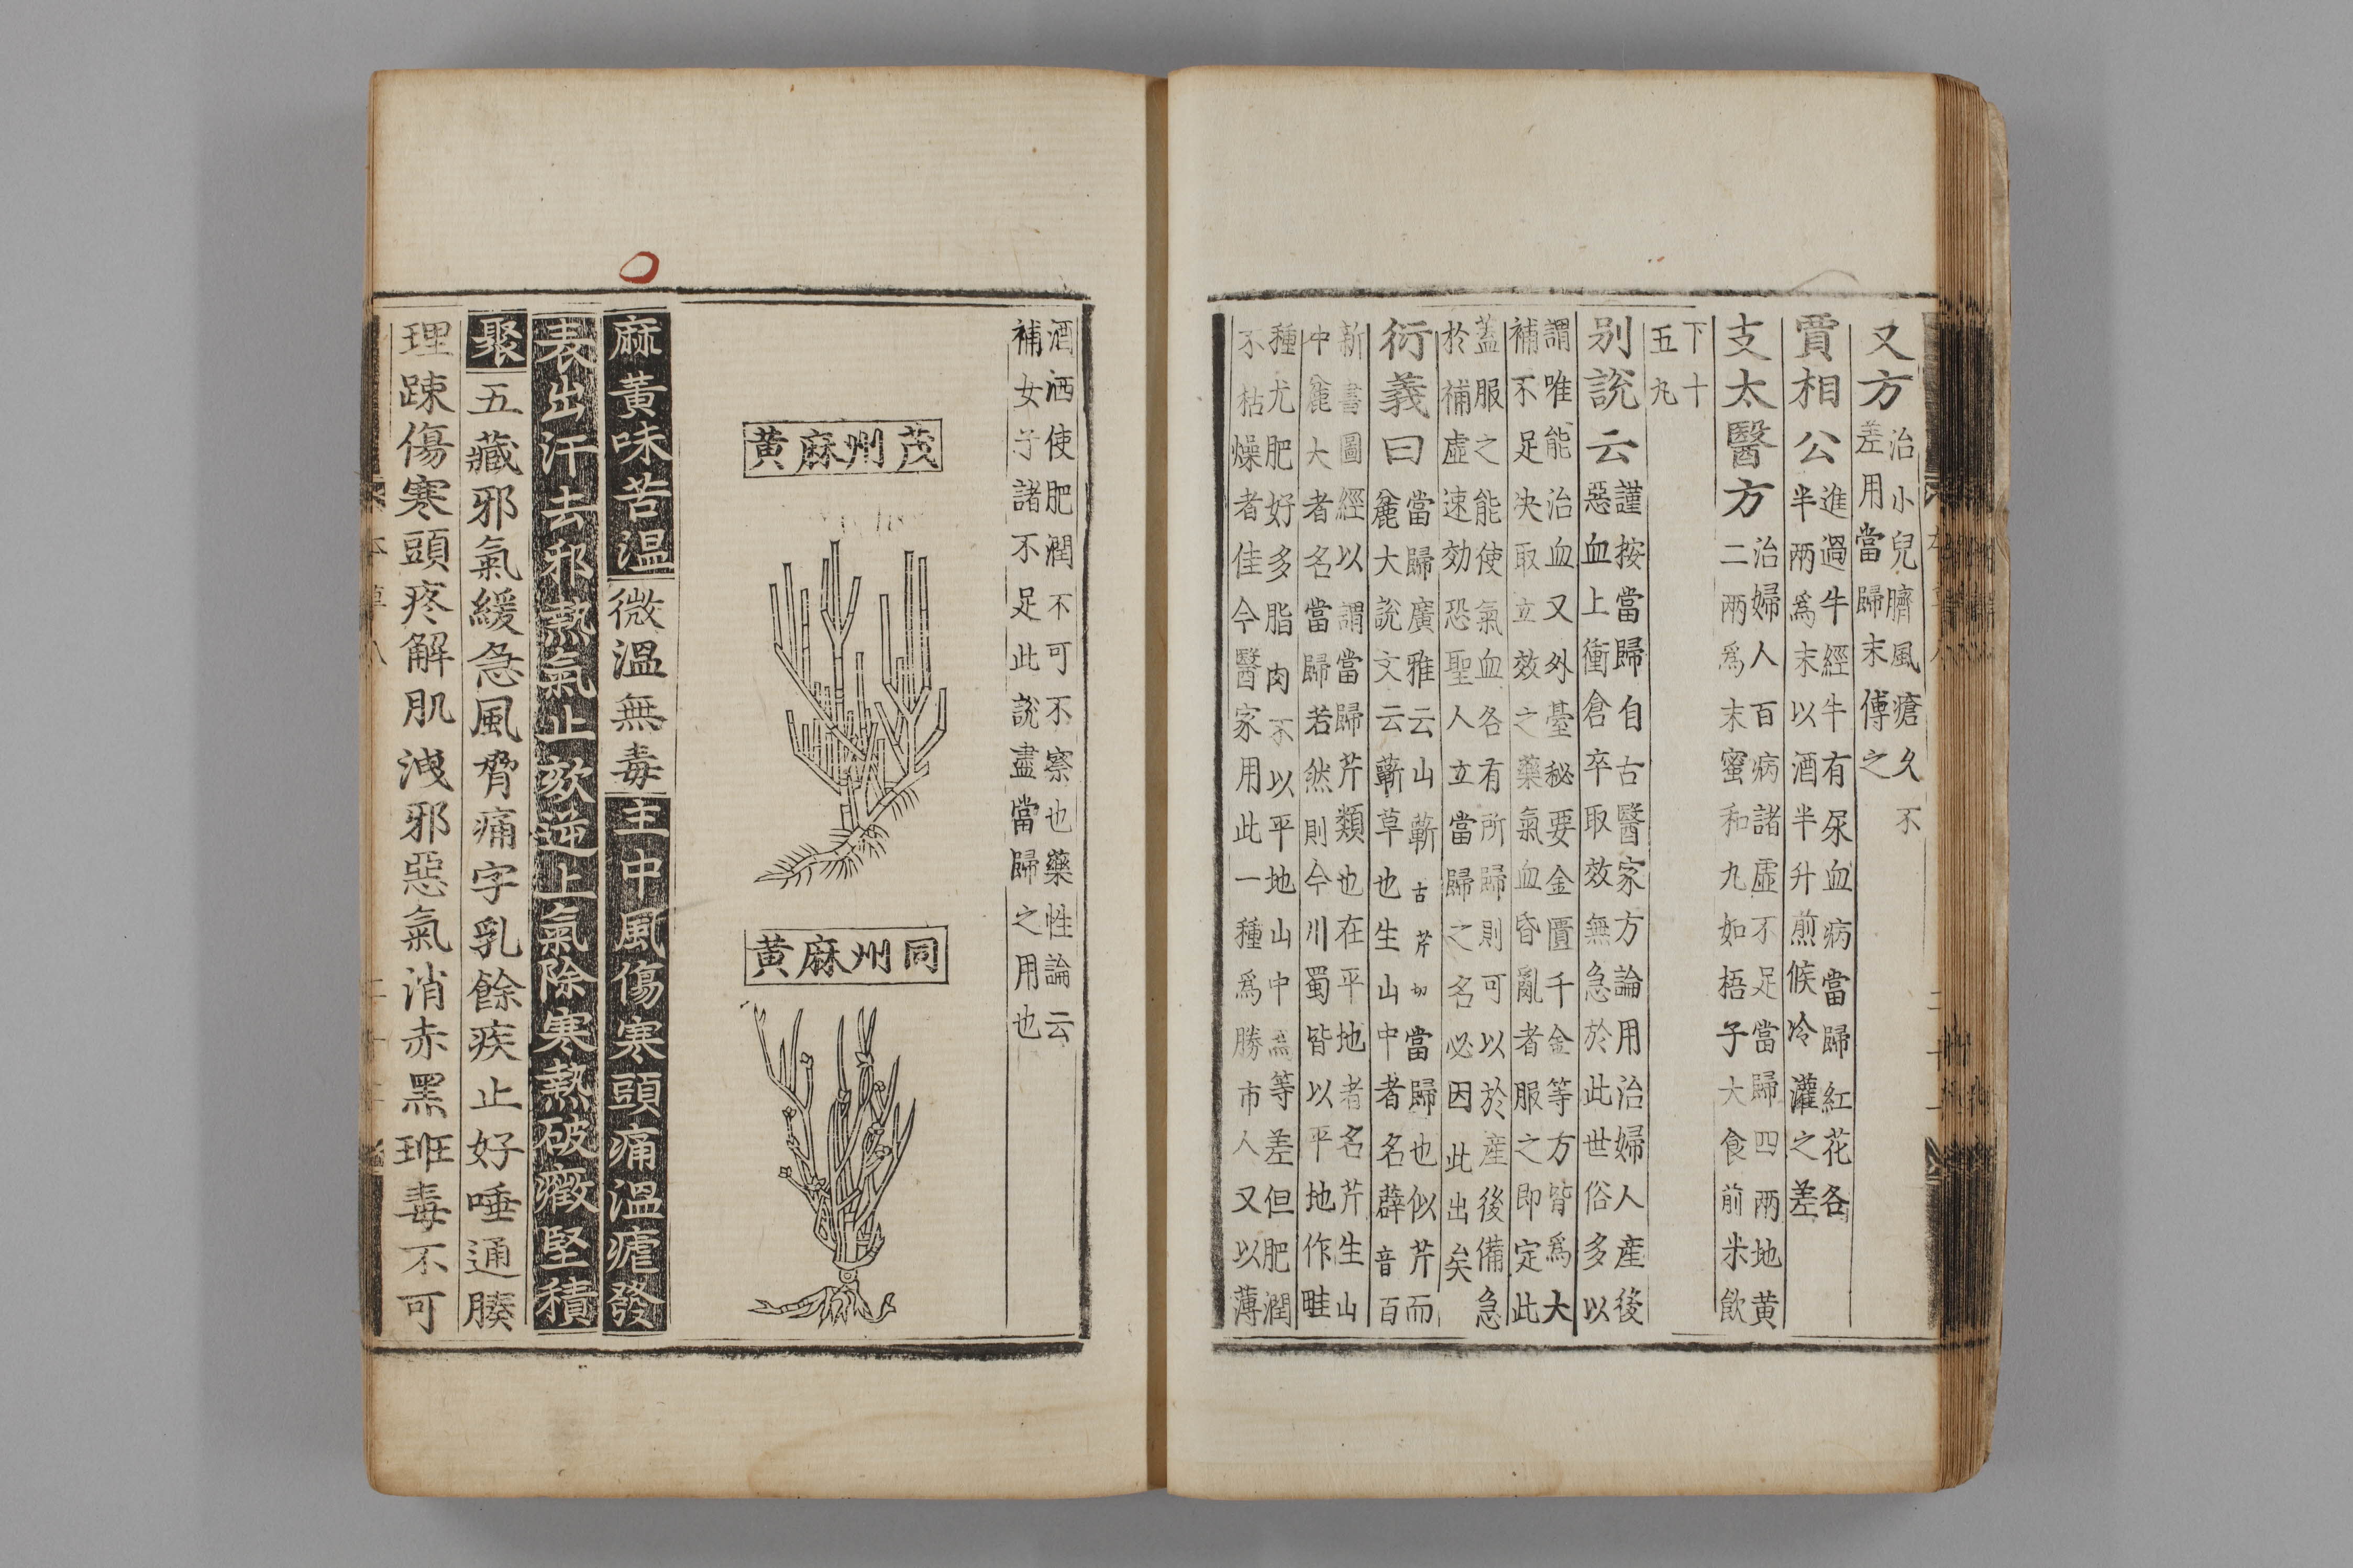 又方
治小兒臍風瘡久不
差用當歸末傅之
賈相公
進過牛經牛有尿血病當歸紅花各
半兩爲末以酒半升煎候冷灌之差
支太醫方
治婦人百病諸虛不足當歸四兩地黄
二兩爲末蜜和丸如梧子大食前米飲
下十
五丸
別說云
謹按當歸自古醫家方論用治婦人産後
惡血上衝倉卒取效無急於此世俗多以
謂唯能治血又外臺秘要金匱千金等方皆爲大
補不足决取立效之藥氣血昏亂者服之即定此
蓋服之能使氣血各有所歸則可以於産後備急
於補虛速効恐聖人立當歸之名必因此出矣
衍義曰
當歸廣雅云山蘄古芹切當歸也似芹而
麄大說文云蘄草也生山中者名薜音百
新書圖經以謂當歸芹類也在平地者名芹生山
中麄大者名當歸若然則今川蜀皆以平地作畦
種尤肥好多脂肉不以平地山中爲等差但肥潤
不枯燥者佳今醫家用此一種爲勝市人又以薄
酒洒使肥潤不可不察也藥性論云
補女子諸不足此說盡當歸之用也
茂州麻黄
同州麻黄
麻黃味苦溫微溫無毒主中風傷寒頭痛溫瘧發
表出汗去邪熱氣止欬逆上氣除寒熱破癥堅積
聚五藏邪氣緩急風脅痛字乳餘疾止好唾通腠
理踈傷寒頭疼解肌洩邪惡氣消赤黑班毒不可